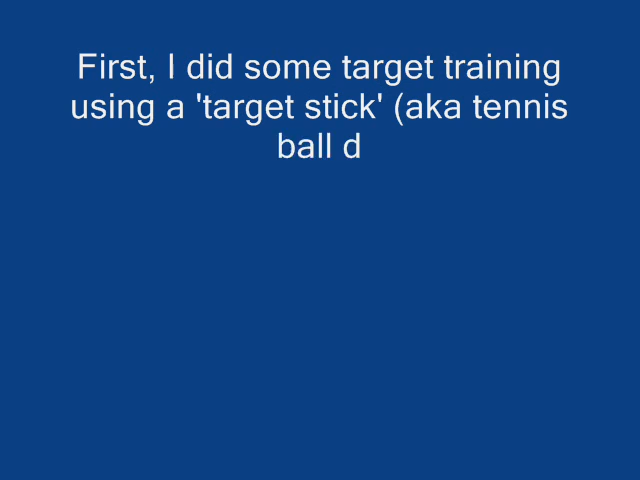 First, I did some target training
using a 'target stick' (aka tennis
ball d